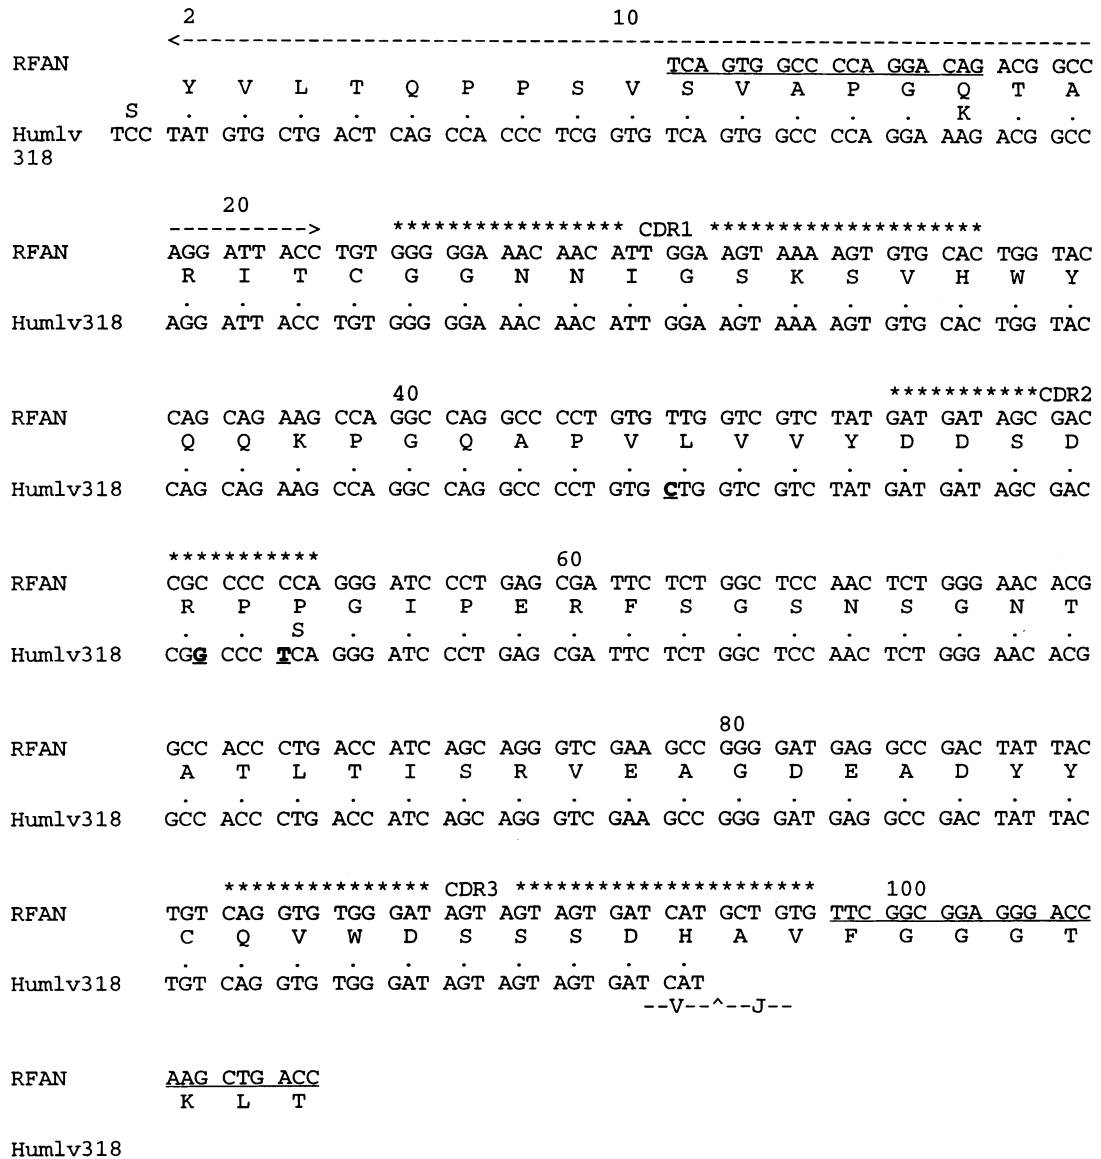 2 10
<----------------------------------------------------------------------------------
RFAN TCA GTG GCC CCA GGA CAG ACG GCC
Y V L T Q P P S V S V A P G Q T A
S . . . . . . . . . . . . . . K . .
Humlv TCC TAT GTG CTG ACT CAG CCA CCC TCG GTG TCA GTG GCC CCA GGA AAG ACG GCC
318
20
----------> ***************** CDR1 ********************
RFAN AGG ATT ACC TGT GGG GGA AAC AAC ATT GGA AGT AAA AGT GTG CAC TGG TAC
R I T C G G N N I G S K S V H W Y
. . . . . . . . . . . . . . . . .
Humlv318 AGG ATT ACC TGT GGG GGA AAC AAC ATT GGA AGT AAA AGT GTG CAC TGG TAC
40 ***********CDR2
RFAN CAG CAG AAG CCA GGC CAG GCC CCT GTG TTG GTC GTC TAT GAT GAT AGC GAC
Q Q K P G Q A P V L V V Y D D S D
. . . . . . . . . . . . . . . . .
Humlv318 CAG CAG AAG CCA GGC CAG GCC CCT GTG CTG GTC GTC TAT GAT GAT AGC GAC
*********** 60
RFAN CGC CCC CCA GGG ATC CCT GAG CGA TTC TCT GGC TCC AAC TCT GGG AAC ACG
R P P G I P E R F S G S N S G N T
. . S . . . . . . . . . . . . . .
Humlv318 CGG CCC TCA GGG ATC CCT GAG CGA TTC TCT GGC TCC AAC TCT GGG AAC ACG
80
RFAN GCC ACC CTG ACC ATC AGC AGG GTC GAA GCC GGG GAT GAG GCC GAC TAT TAC
A T L T I S R V E A G D E A D Y Y
. . . . . . . . . . . . . . . . .
Humlv318 GCC ACC CTG ACC ATC AGC AGG GTC GAA GCC GGG GAT GAG GCC GAC TAT TAC
*************** CDR3 ********************** 100
RFAN TGT CAG GTG TGG GAT AGT AGT AGT GAT CAT GCT GTG TTC GGC GGA GGG ACC
C Q V W D S S S D H A V F G G G T
. . . . . . . . . .
Humlv318 TGT CAG GTG TGG GAT AGT AGT AGT GAT CAT
--V--^--J--
RFAN AAG CTG ACC
K L T
Humlv318